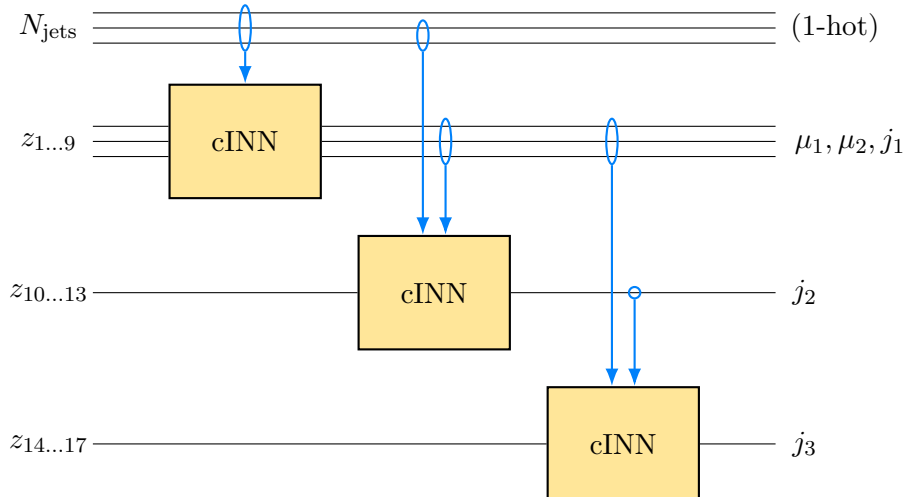 N_jets (1-hot)
cINN
z_1...9 μ_1, μ_2, j_1
cINN
z_10...13 j_2
cINN
z_14...17 j_3